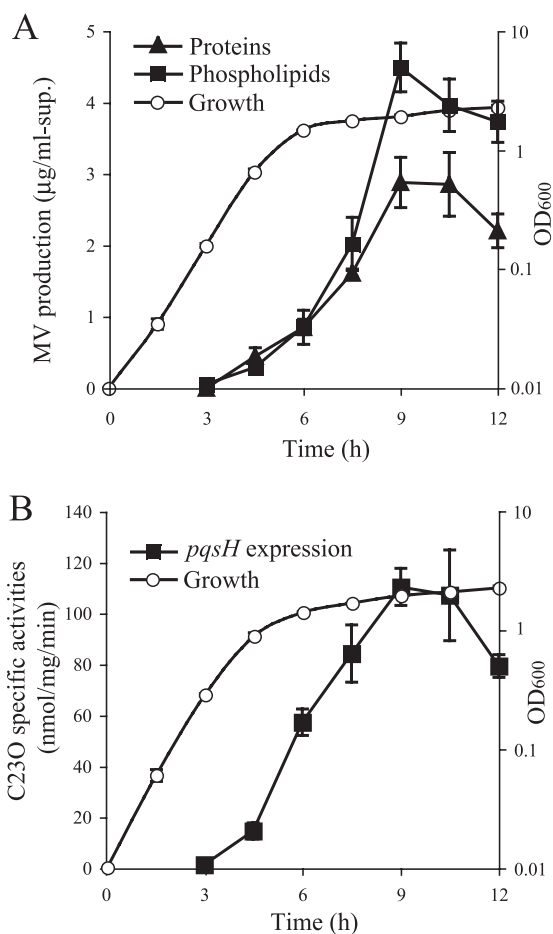 A
Proteins
Phospholipids
Growth
5
4
3
2
1
0
10
1
0.1
0.01
MV production (μg/ml-sup.)
OD600
0
3
6
9
12
Time (h)
B
pqsH expression
Growth
140
120
100
80
60
40
20
0
10
1
0.1
0.01
C23O specific activities
(nmol/mg/min)
OD600
0
3
6
9
12
Time (h)